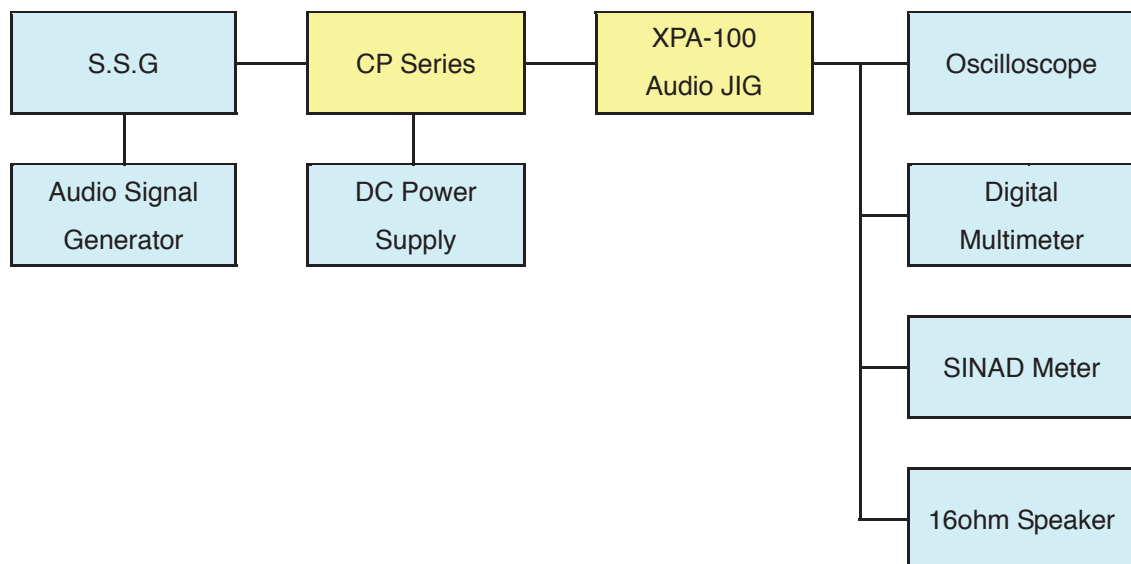 S.S.G
CP Series
XPA-100
Audio JIG
Oscilloscope
Audio Signal
Generator
DC Power
Supply
Digital
Multimeter
SINAD Meter
16ohm Speaker